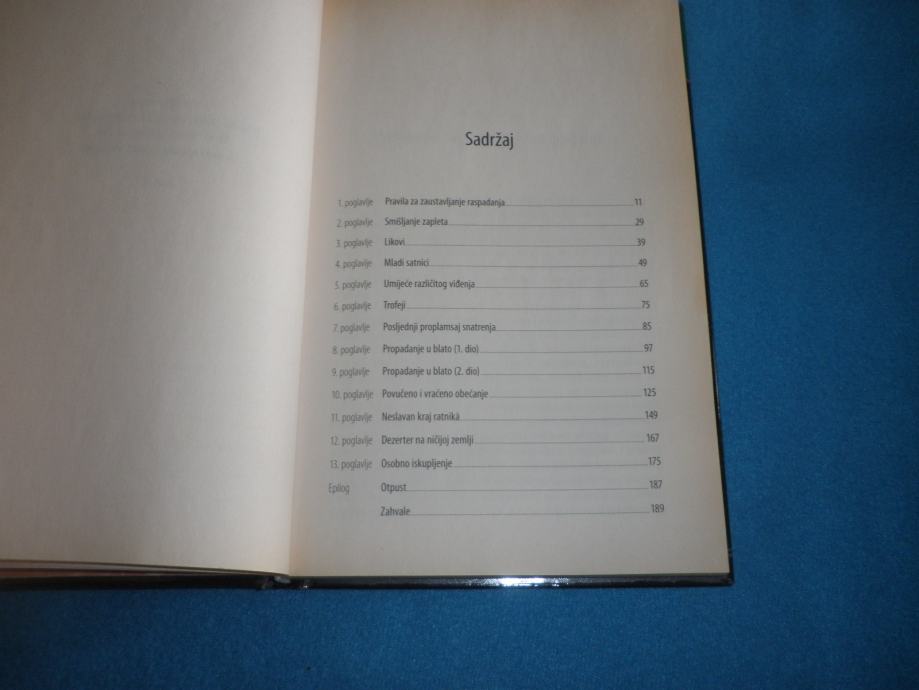 Sadržaj
1. poglavlje Pravila za zaustavljanje raspadanja 11
2. poglavlje Smišljanje zapleta 29
3. poglavlje Likovi 39
4. poglavlje Mladi satnici 49
5. poglavlje Umijeće različitog viđenja 65
6. poglavlje Trofeji 75
7. poglavlje Posljednji proplamsaj snatrenja 85
8. poglavlje Propadanje u blato (1. dio) 97
9. poglavlje Propadanje u blato (2. dio) 115
10. poglavlje Povučeno i vraćeno obećanje 125
11. poglavlje Neslavan kraj ratnika 149
12. poglavlje Dezerter na ničijoj zemlji 167
13. poglavlje Osobno iskupljenje 175
Epilog Otpust 187
Zahvale 189